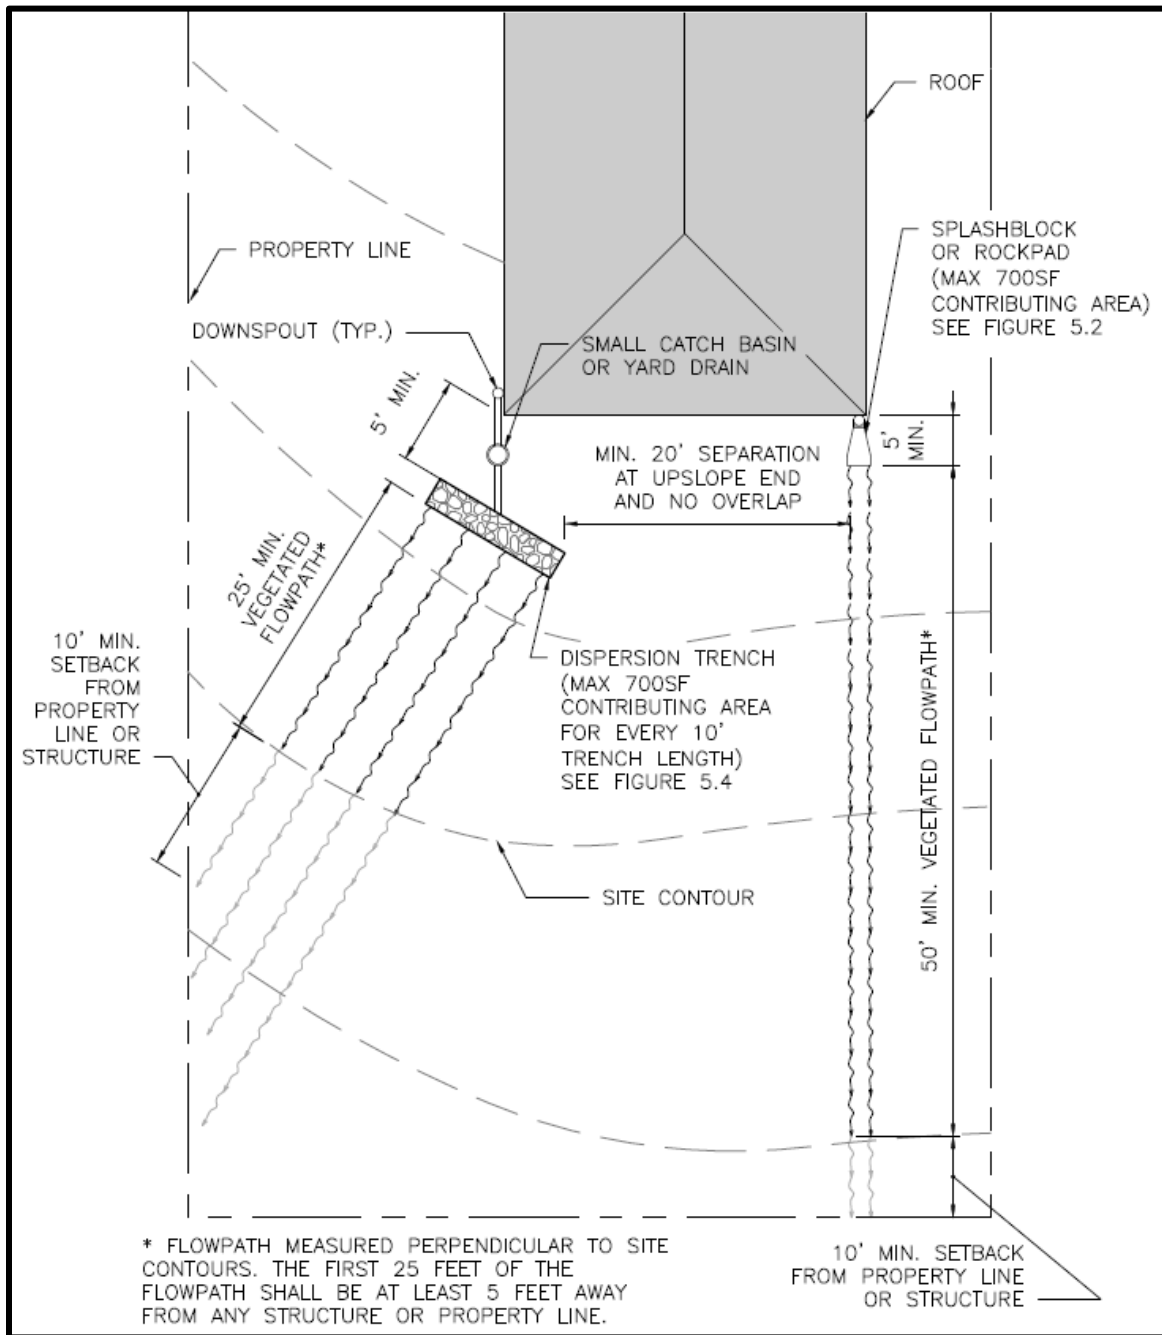 ROOF
SPLASHBLOCK
OR ROCKPAD
(MAX 700SF
CONTRIBUTING AREA)
SEE FIGURE 5.2
PROPERTY LINE
DOWNSPOUT (TYP.)
SMALL CATCH BASIN
OR YARD DRAIN
5' MIN.
5'
MIN.
MIN. 20' SEPARATION
AT UPSLOPE END
AND NO OVERLAP
25' MIN.
VEGETATED
FLOWPATH*
10' MIN.
SETBACK
FROM
PROPERTY
LINE OR
STRUCTURE
DISPERSION TRENCH
(MAX 700SF
CONTRIBUTING AREA
FOR EVERY 10'
TRENCH LENGTH)
SEE FIGURE 5.4
50' MIN. VEGETATED FLOWPATH*
SITE CONTOUR
* FLOWPATH MEASURED PERPENDICULAR TO SITE
CONTOURS. THE FIRST 25 FEET OF THE
FLOWPATH SHALL BE AT LEAST 5 FEET AWAY
FROM ANY STRUCTURE OR PROPERTY LINE.
10' MIN. SETBACK
FROM PROPERTY LINE
OR STRUCTURE